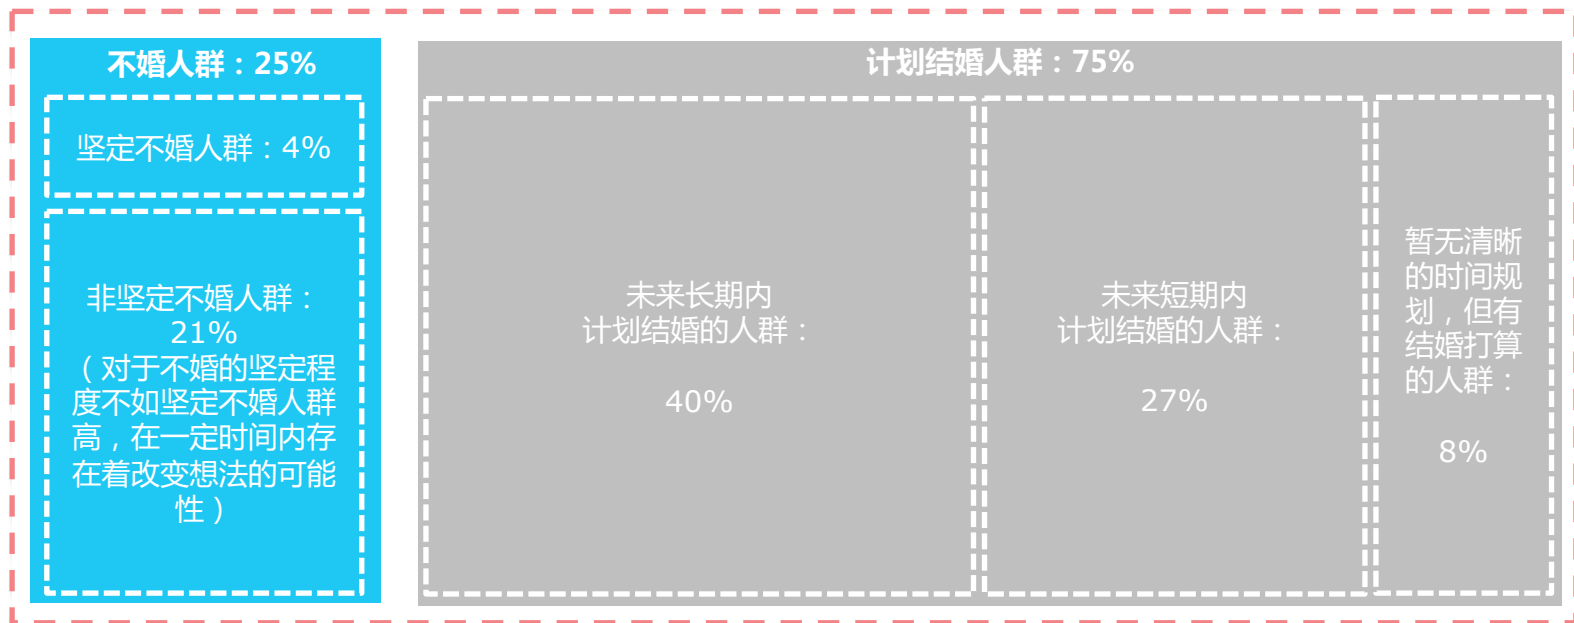 不婚人群：25%
坚定不婚人群：4%
非坚定不婚人群：
21%
（对于不婚的坚定程
度不如坚定不婚人群
高，在一定时间内存
在着改变想法的可能
性）
计划结婚人群：75%
未来长期内
计划结婚的人群：
40%
未来短期内
计划结婚的人群：
27%
暂无清晰
的时间规
划，但有
结婚打算
的人群：
8%